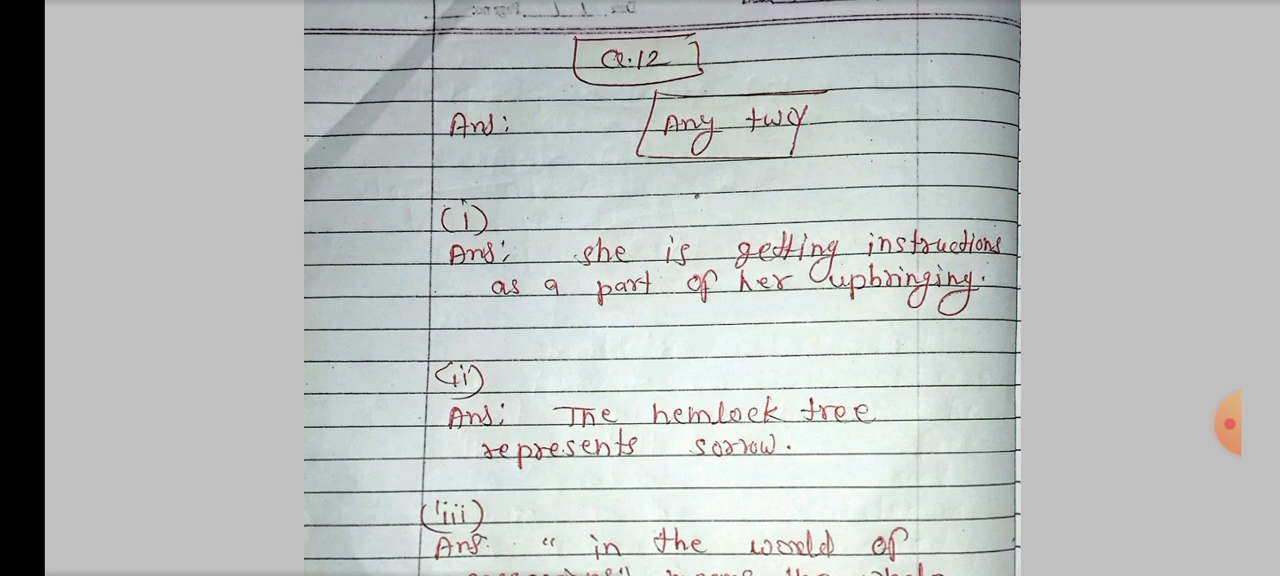 Q.12
Ans: Any two
(i)
Ans: she is getting instructions
as a part of her upbringing.
(ii)
Ans: The hemlock tree
represents sorrow.
(iii)
Ans: " in the world of